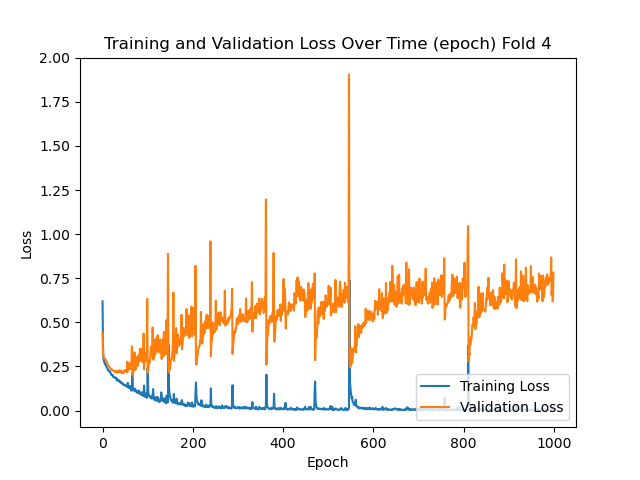 Training and Validation Loss Over Time (epoch) Fold 4
2.00
1.75
1.50
1.25
1.00
0.75
0.50
0.25
0.00
Loss
0 200 400 600 800 1000
Epoch
Training Loss
Validation Loss